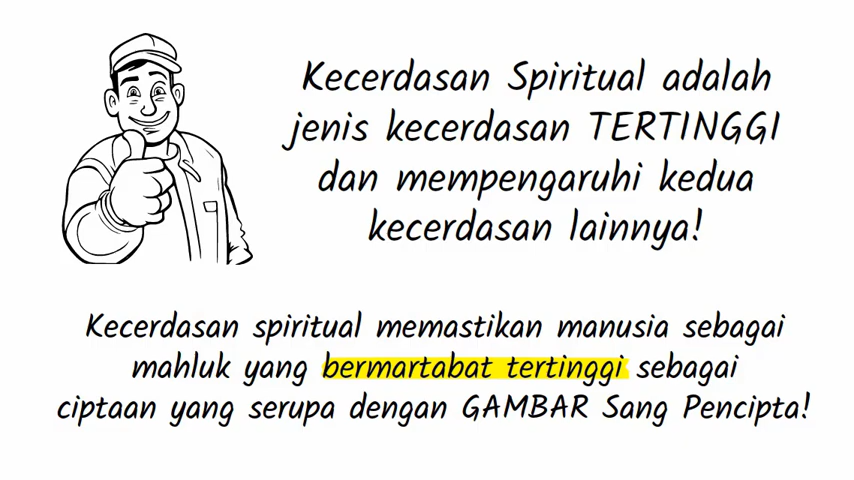 Kecerdasan Spiritual adalah
jenis kecerdasan TERTINGGI
dan mempengaruhi kedua
kecerdasan lainnya!
Kecerdasan spiritual memastikan manusia sebagai
mahluk yang bermartabat tertinggi sebagai
ciptaan yang serupa dengan GAMBAR Sang Pencipta!